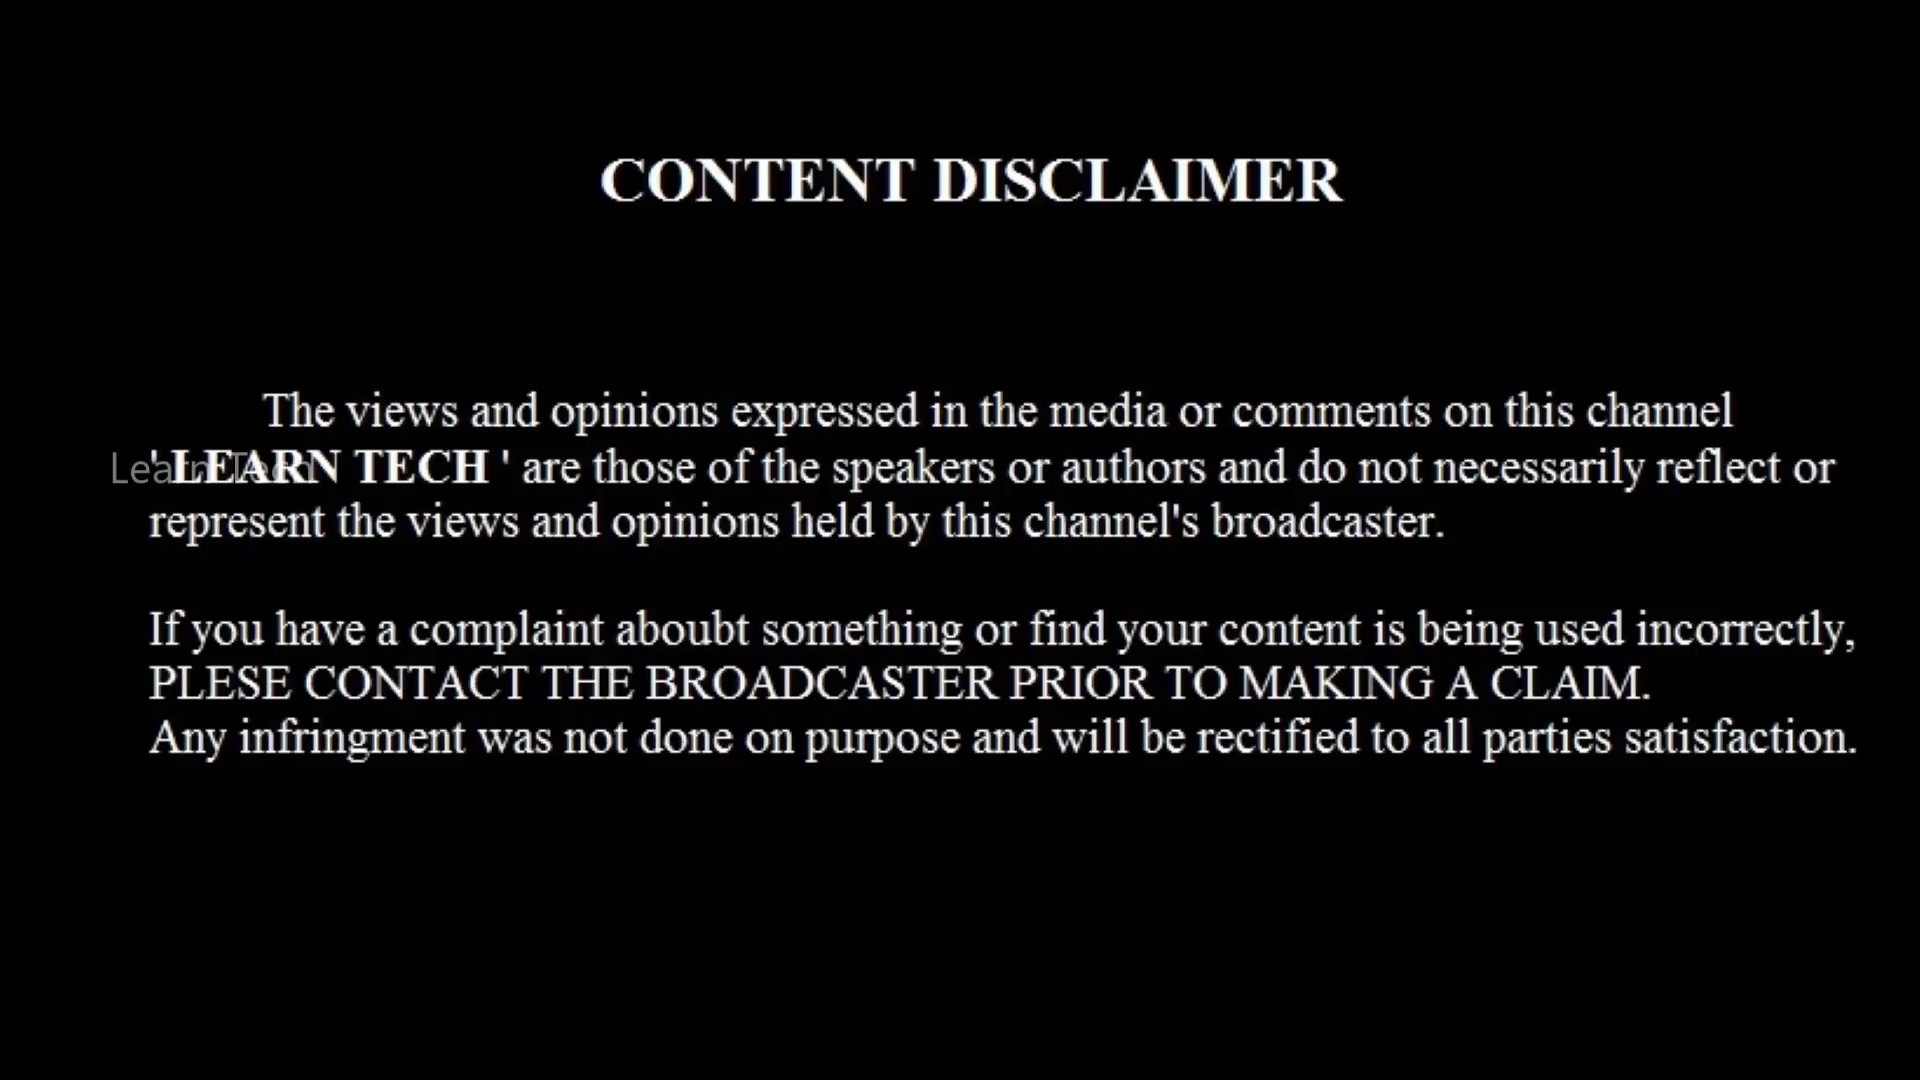 CONTENT DISCLAIMER
The views and opinions expressed in the media or comments on this channel
' LEARN TECH ' are those of the speakers or authors and do not necessarily reflect or
Learn Tech
represent the views and opinions held by this channel's broadcaster.
If you have a complaint aboubt something or find your content is being used incorrectly,
PLESE CONTACT THE BROADCASTER PRIOR TO MAKING A CLAIM.
Any infringment was not done on purpose and will be rectified to all parties satisfaction.